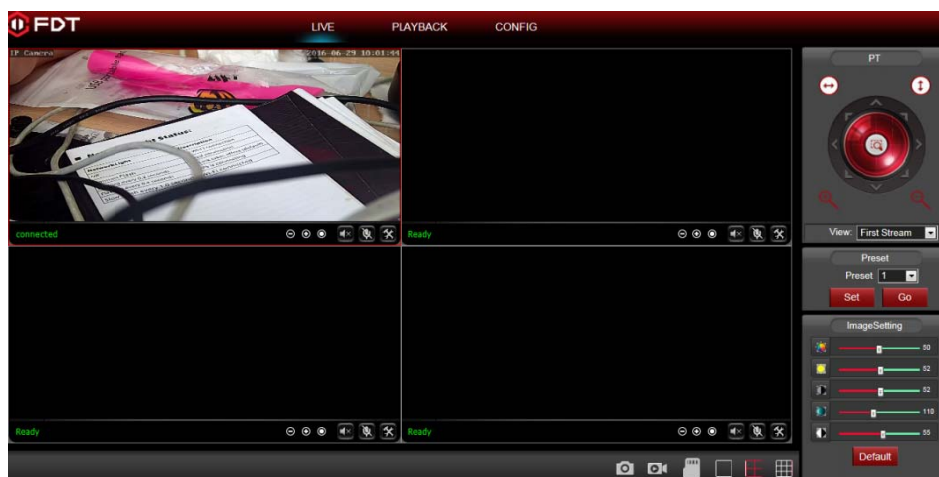 FDT
LIVE
PLAYBACK
CONFIG
IP Camera
2016-06-29 10:01:44
Status:
connected
Ready
Ready
Ready
PT
View: First Stream
Preset
Preset 1
Set
Go
ImageSetting
50
52
52
110
55
Default